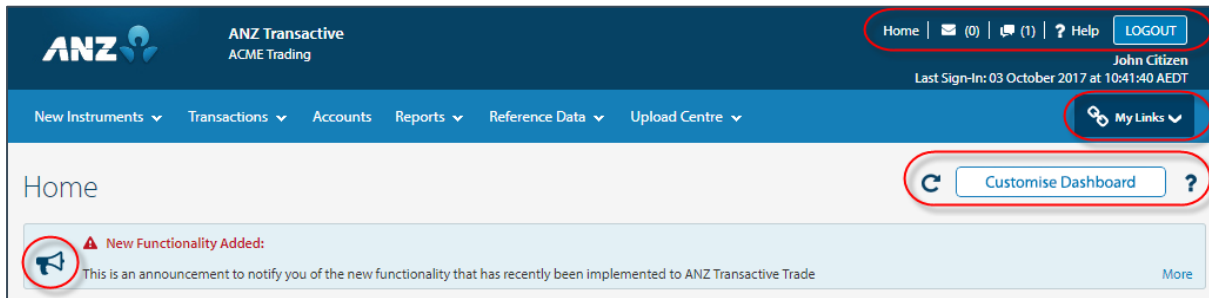 ANZ
ANZ Transactive
ACME Trading
Home | (0) | (1) | ? Help LOGOUT
John Citizen
Last Sign-In: 03 October 2017 at 10:41:40 AEDT
New Instruments Transactions Accounts Reports Reference Data Upload Centre My Links
Home
Customise Dashboard ?
New Functionality Added:
This is an announcement to notify you of the new functionality that has recently been implemented to ANZ Transactive Trade More